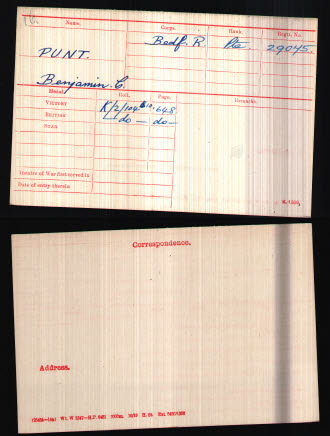 Name. Corps. Rank. Regtl. No.
Bedf. R. Pte 29045.
PUNT.
Benjamin C.
Medal. Roll. Page. Remarks.
VICTORY K/2/104 B10. 648.
BRITISH —do— —do—
STAR
Theatre of War first served in
Date of entry therein
K. 1380.
Correspondence.
Address.